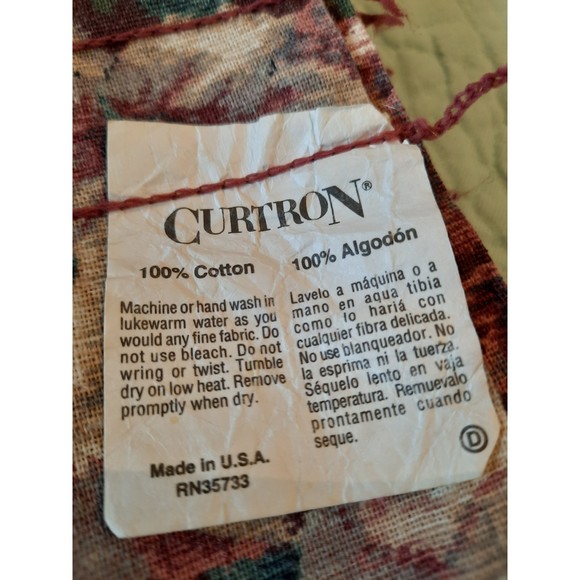 CURTRON®
100% Cotton
Machine or hand wash in
lukewarm water as you
would any fine fabric. Do
not use bleach. Do not
wring or twist. Tumble
dry on low heat. Remove
promptly when dry.
Made in U.S.A.
RN35733
100% Algodón
Lavelo a máquina o a
mano en aqua tibia
como lo hariá con
cualquier fibra delicada.
No use blanqueador. No
la esprima ni la tuerza.
Séquelo lento en vaja
temperatura. Remuevalo
prontamente cuando
seque.
D